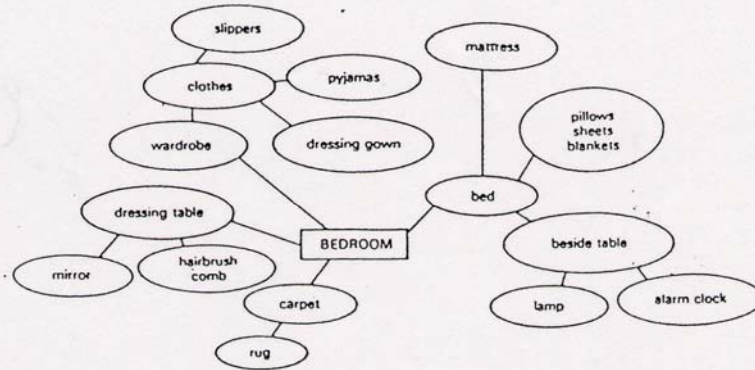 slippers
mattress
clothes
pyjamas
pillows
sheets
blankets
wardrobe
dressing gown
bed
dressing table
BEDROOM
beside table
mirror
hairbrush
comb
carpet
lamp
alarm clock
rug